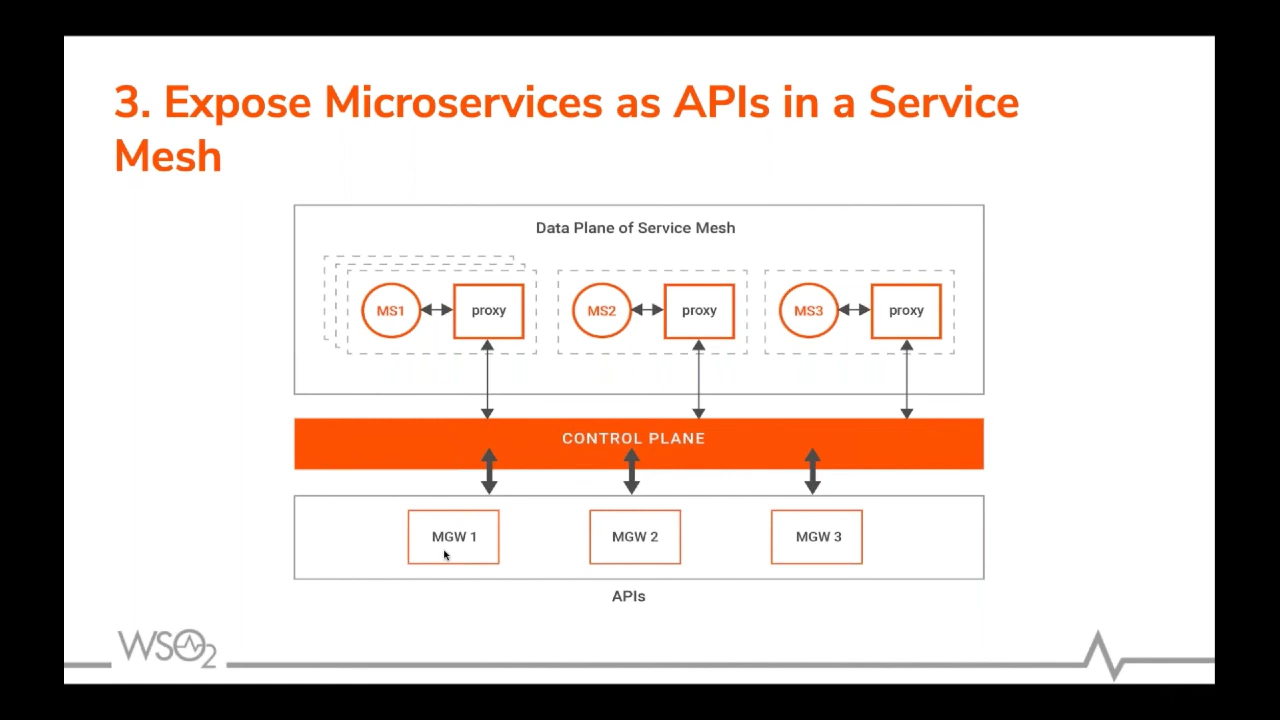 3. Expose Microservices as APIs in a Service
Mesh
Data Plane of Service Mesh
MS1
proxy
MS2
proxy
MS3
proxy
CONTROL PLANE
MGW 1
MGW 2
MGW 3
APIs
WSO2